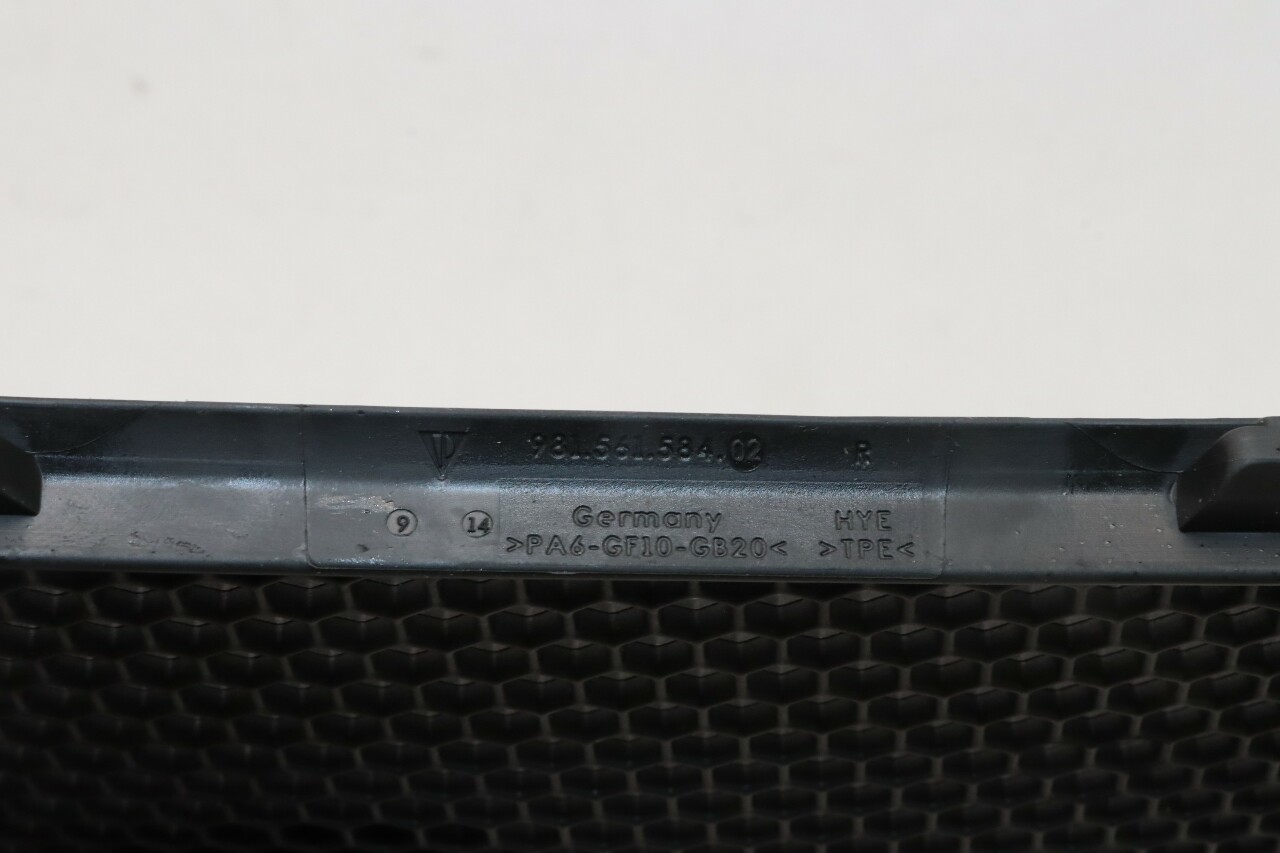 981.561.584.02 R
9 14 Germany HYE
>PA6-GF10-GB20< >TPE<